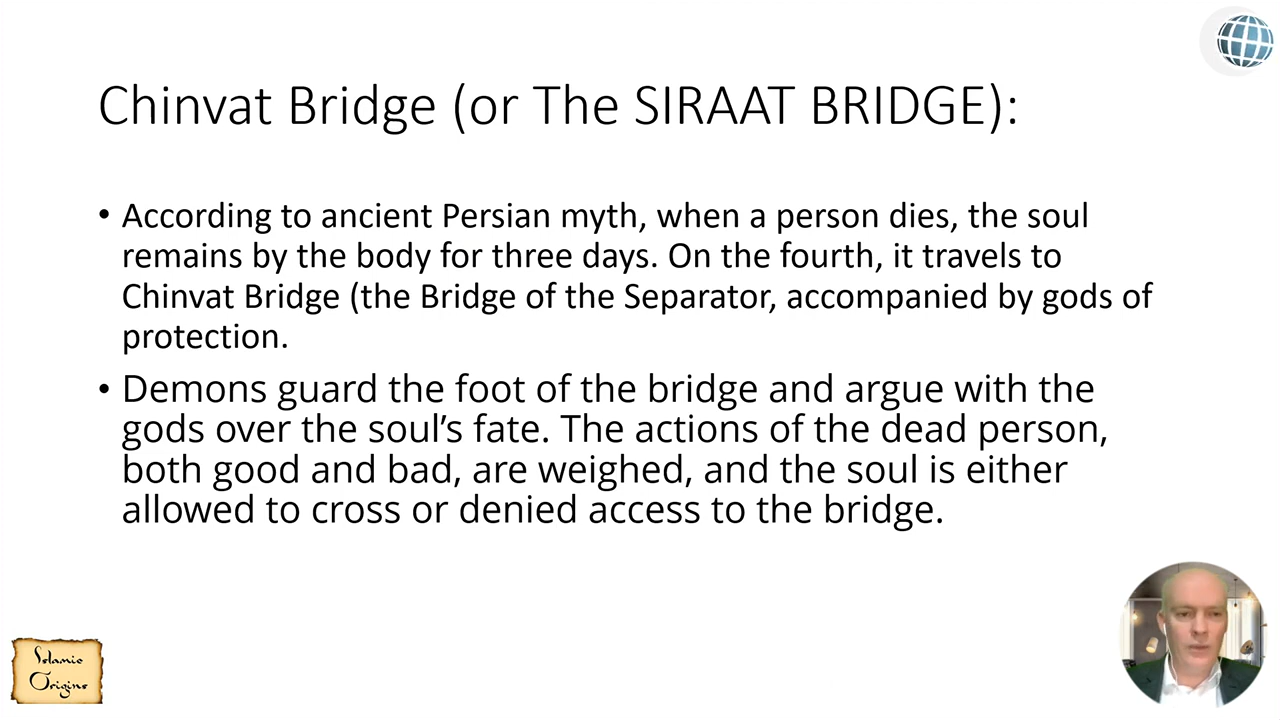 Chinvat Bridge (or The SIRAAT BRIDGE):
• According to ancient Persian myth, when a person dies, the soul
remains by the body for three days. On the fourth, it travels to
Chinvat Bridge (the Bridge of the Separator, accompanied by gods of
protection.
• Demons guard the foot of the bridge and argue with the
gods over the soul’s fate. The actions of the dead person,
both good and bad, are weighed, and the soul is either
allowed to cross or denied access to the bridge.
Islamic
Origins